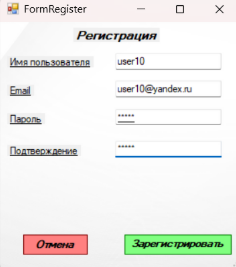 FormRegister
Регистрация
Имя пользователя user10
Email user10@yandex.ru
Пароль *****
Подтверждение *****
Отмена Зарегистрировать